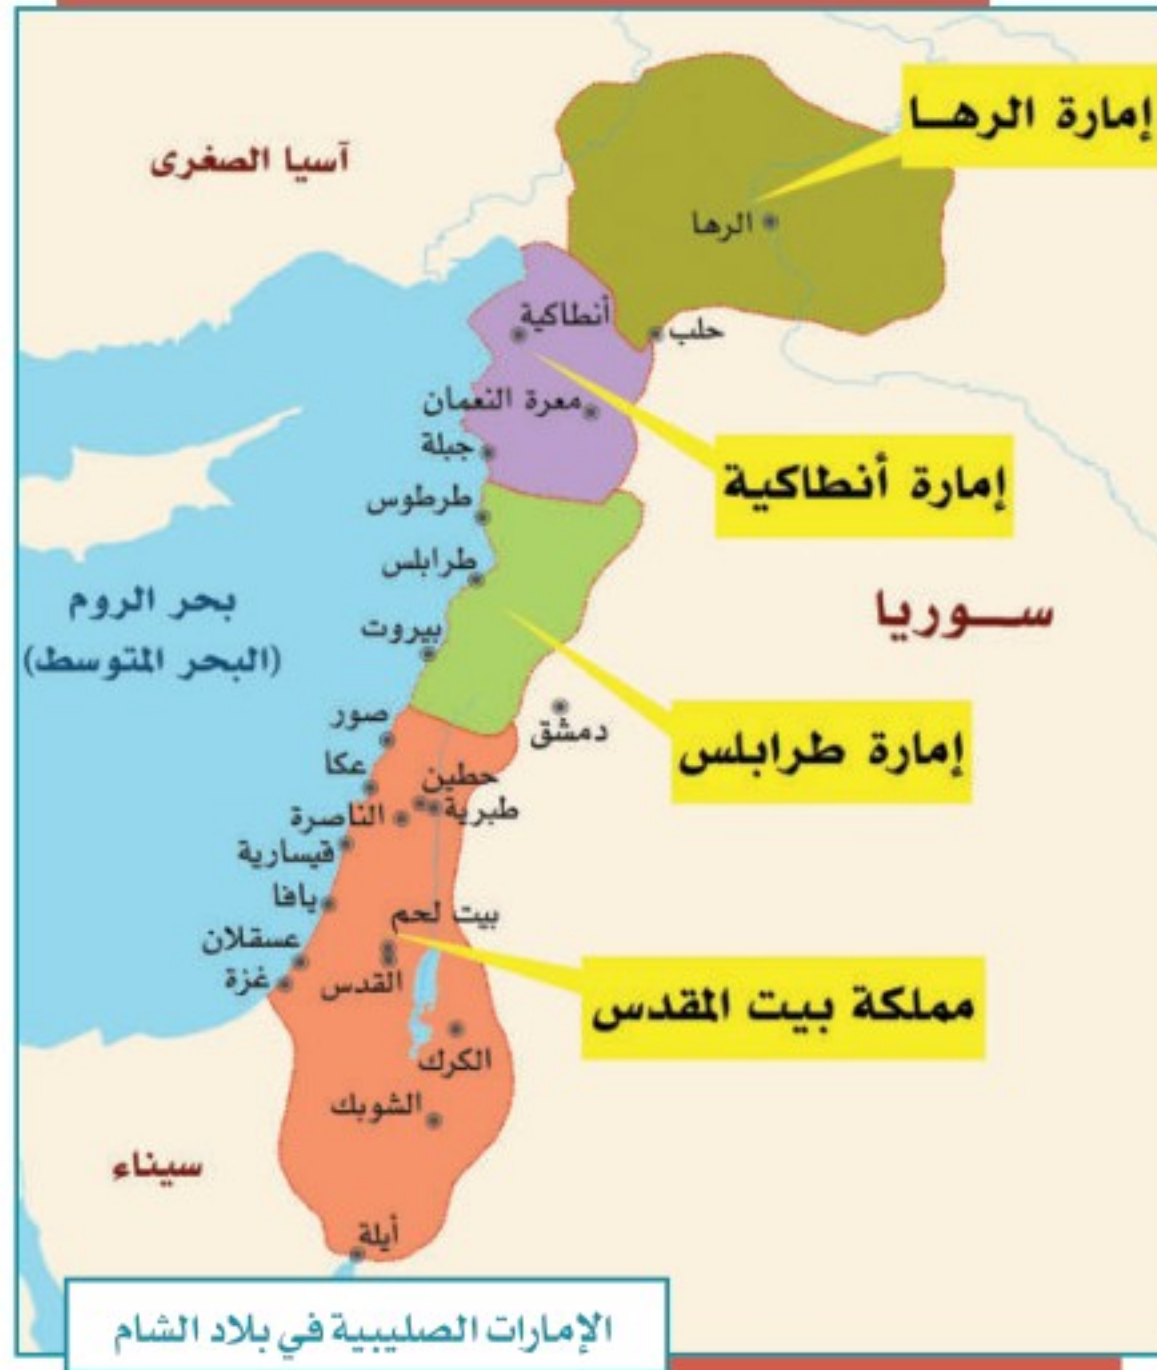 إمارة الرهــا
آسيا الصغرى
الرها
أنطاكية
حلب
معرة النعمان
جبلة
إمارة أنطاكية
طرطوس
طرابلس
بحر الروم
(البحر المتوسط)
ســوريا
بيروت
صور
دمشق
إمارة طرابلس
عكا
حطين
طبرية
الناصرة
قيسارية
يافا
بيت لحم
عسقلان
غزة
القدس
مملكة بيت المقدس
الكرك
الشوبك
سيناء
أيلة
الإمارات الصليبية في بلاد الشام